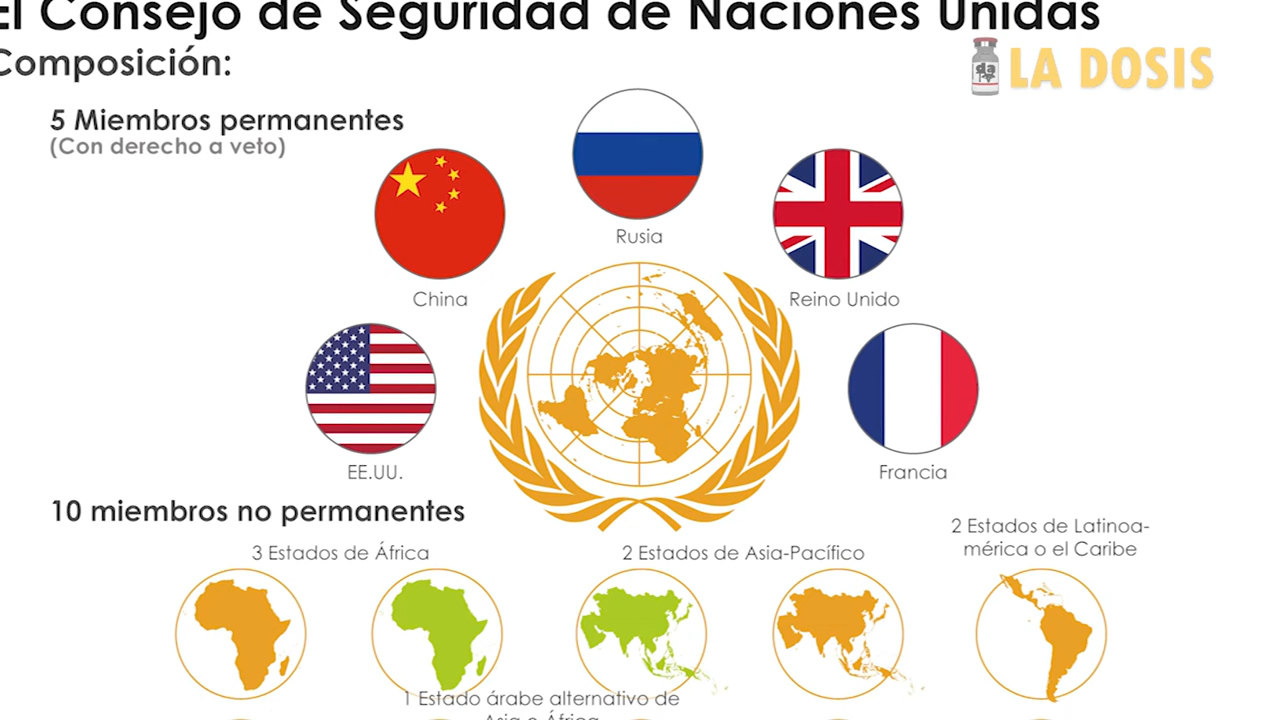 El Consejo de Seguridad de Naciones Unidas
Composición:
LA DOSIS
5 Miembros permanentes
(Con derecho a veto)
Rusia
China
Reino Unido
EE.UU.
Francia
10 miembros no permanentes
2 Estados de Latinoa-
mérica o el Caribe
3 Estados de África
2 Estados de Asia-Pacífico
1 Estado árabe alternativo de
Asia o África